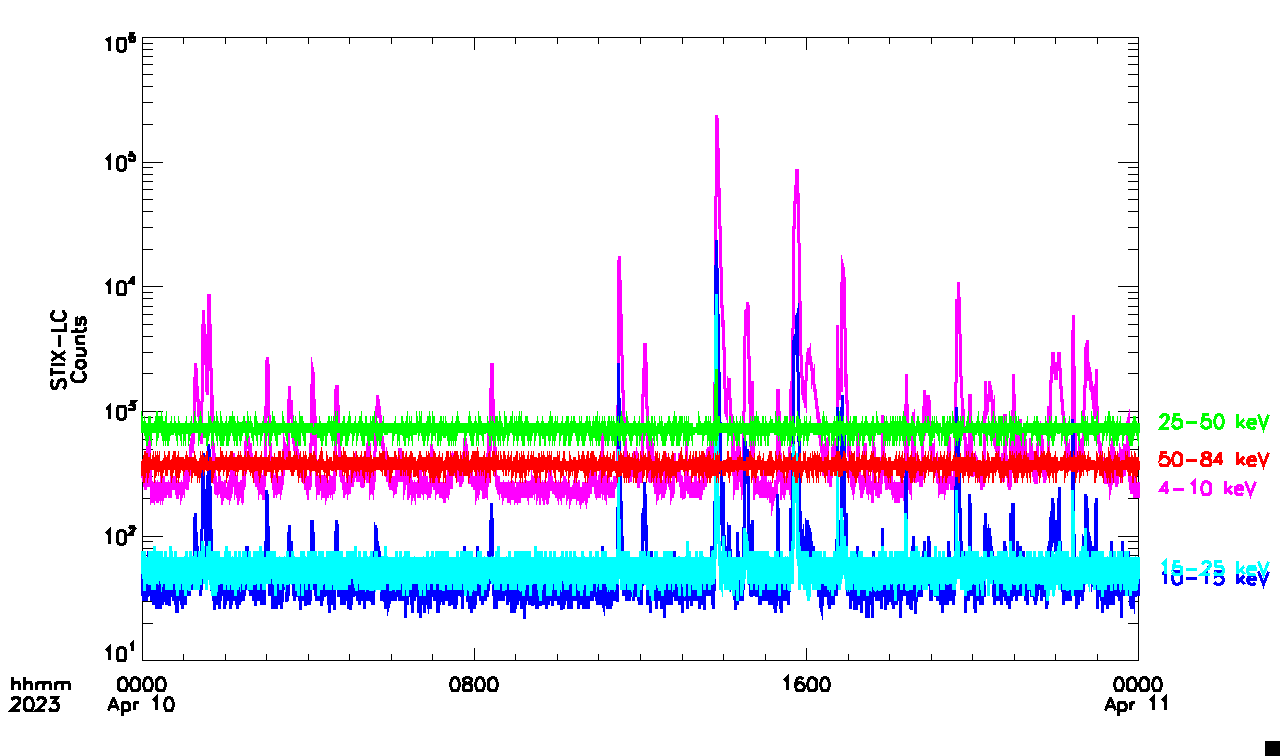 10⁶
10⁵
10⁴
10³
10²
10¹
STIX-LC
Counts
25-50 keV
50-84 keV
4-10 keV
15-25 keV
10-15 keV
hhmm 0000 0800 1600 0000
2023 Apr 10 Apr 11